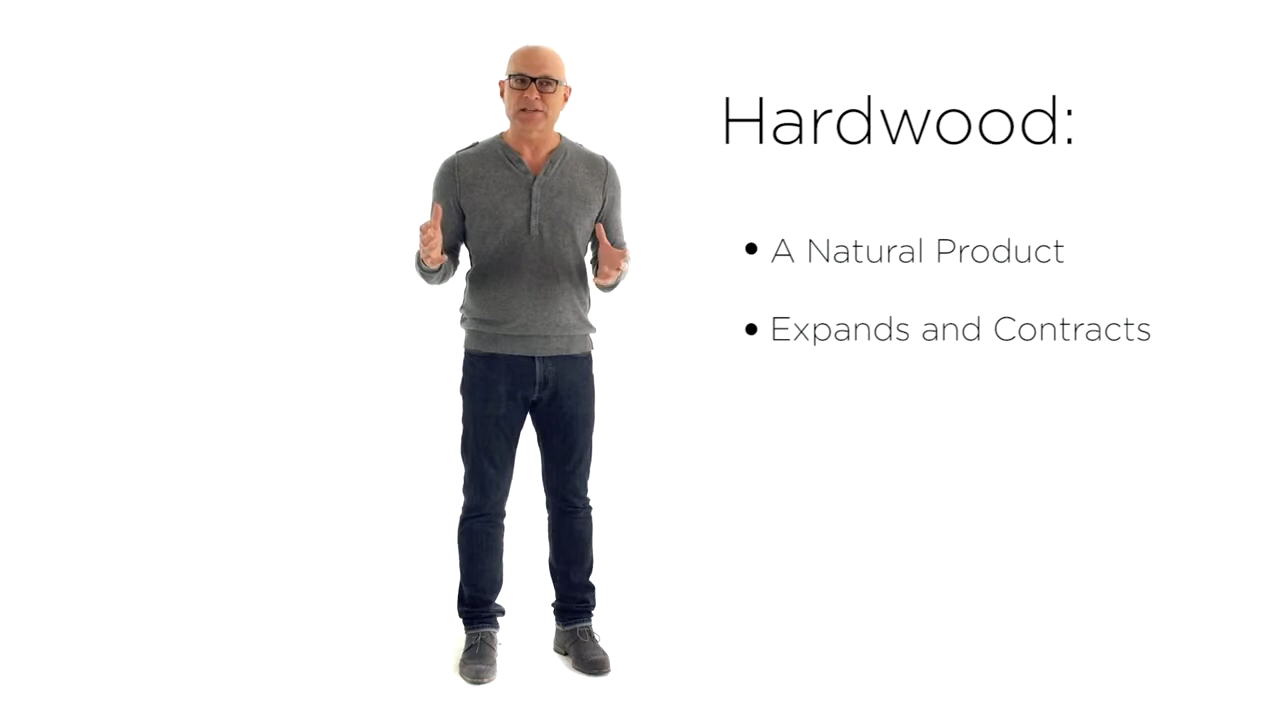 Hardwood:
• A Natural Product
• Expands and Contracts